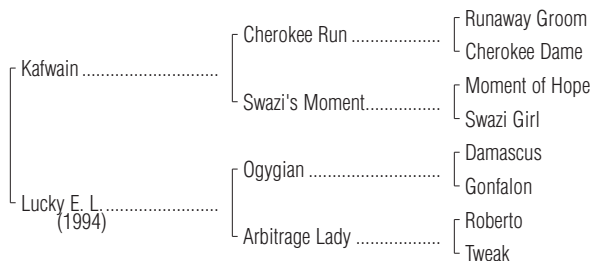 Runaway Groom
Cherokee Run ....................
Cherokee Dame
Kafwain ..............................
Moment of Hope
Swazi's Moment.................
Swazi Girl
Damascus
Ogygian .............................
Gonfalon
Lucky E. L. .........................
(1994)
Roberto
Arbitrage Lady ...................
Tweak